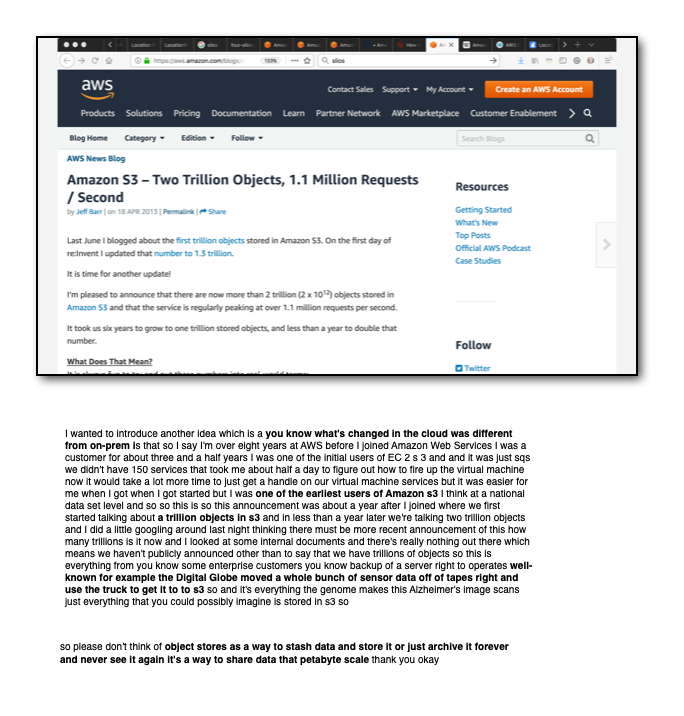 Location
Location
silos
four-silos
Amaz
Amaz
Amaz
Amaz
AWS
https://aws.amazon.com/blogs/
133%
silos
aws
Contact Sales Support My Account Create an AWS Account
Products Solutions Pricing Documentation Learn Partner Network AWS Marketplace Customer Enablement
Blog Home Category Edition Follow Search Blogs
AWS News Blog
Amazon S3 – Two Trillion Objects, 1.1 Million Requests
/ Second
by Jeff Barr | on 18 APR 2013 | Permalink | Share
Last June I blogged about the first trillion objects stored in Amazon S3. On the first day of
re:Invent I updated that number to 1.3 trillion.
It is time for another update!
I'm pleased to announce that there are now more than 2 trillion (2 x 10¹²) objects stored in
Amazon S3 and that the service is regularly peaking at over 1.1 million requests per second.
It took us six years to grow to one trillion stored objects, and less than a year to double that
number.
What Does That Mean?
Resources
Getting Started
What's New
Top Posts
Official AWS Podcast
Case Studies
Follow
Twitter
I wanted to introduce another idea which is a you know what's changed in the cloud was different
from on-prem is that so I say I'm over eight years at AWS before I joined Amazon Web Services I was a
customer for about three and a half years I was one of the initial users of EC 2 s 3 and and it was just sqs
we didn't have 150 services that took me about half a day to figure out how to fire up the virtual machine
now it would take a lot more time to just get a handle on our virtual machine services but it was easier for
me when I got when I got started but I was one of the earliest users of Amazon s3 I think at a national
data set level and so so this is so this announcement was about a year after I joined where we first
started talking about a trillion objects in s3 and in less than a year later we're talking two trillion objects
and I did a little googling around last night thinking there must be more recent announcement of this how
many trillions is it now and I looked at some internal documents and there's really nothing out there which
means we haven't publicly announced other than to say that we have trillions of objects so this is
everything from you know some enterprise customers you know backup of a server right to operates well-
known for example the Digital Globe moved a whole bunch of sensor data off of tapes right and
use the truck to get it to to s3 so and it's everything the genome makes this Alzheimer's image scans
just everything that you could possibly imagine is stored in s3 so
so please don't think of object stores as a way to stash data and store it or just archive it forever
and never see it again it's a way to share data that petabyte scale thank you okay